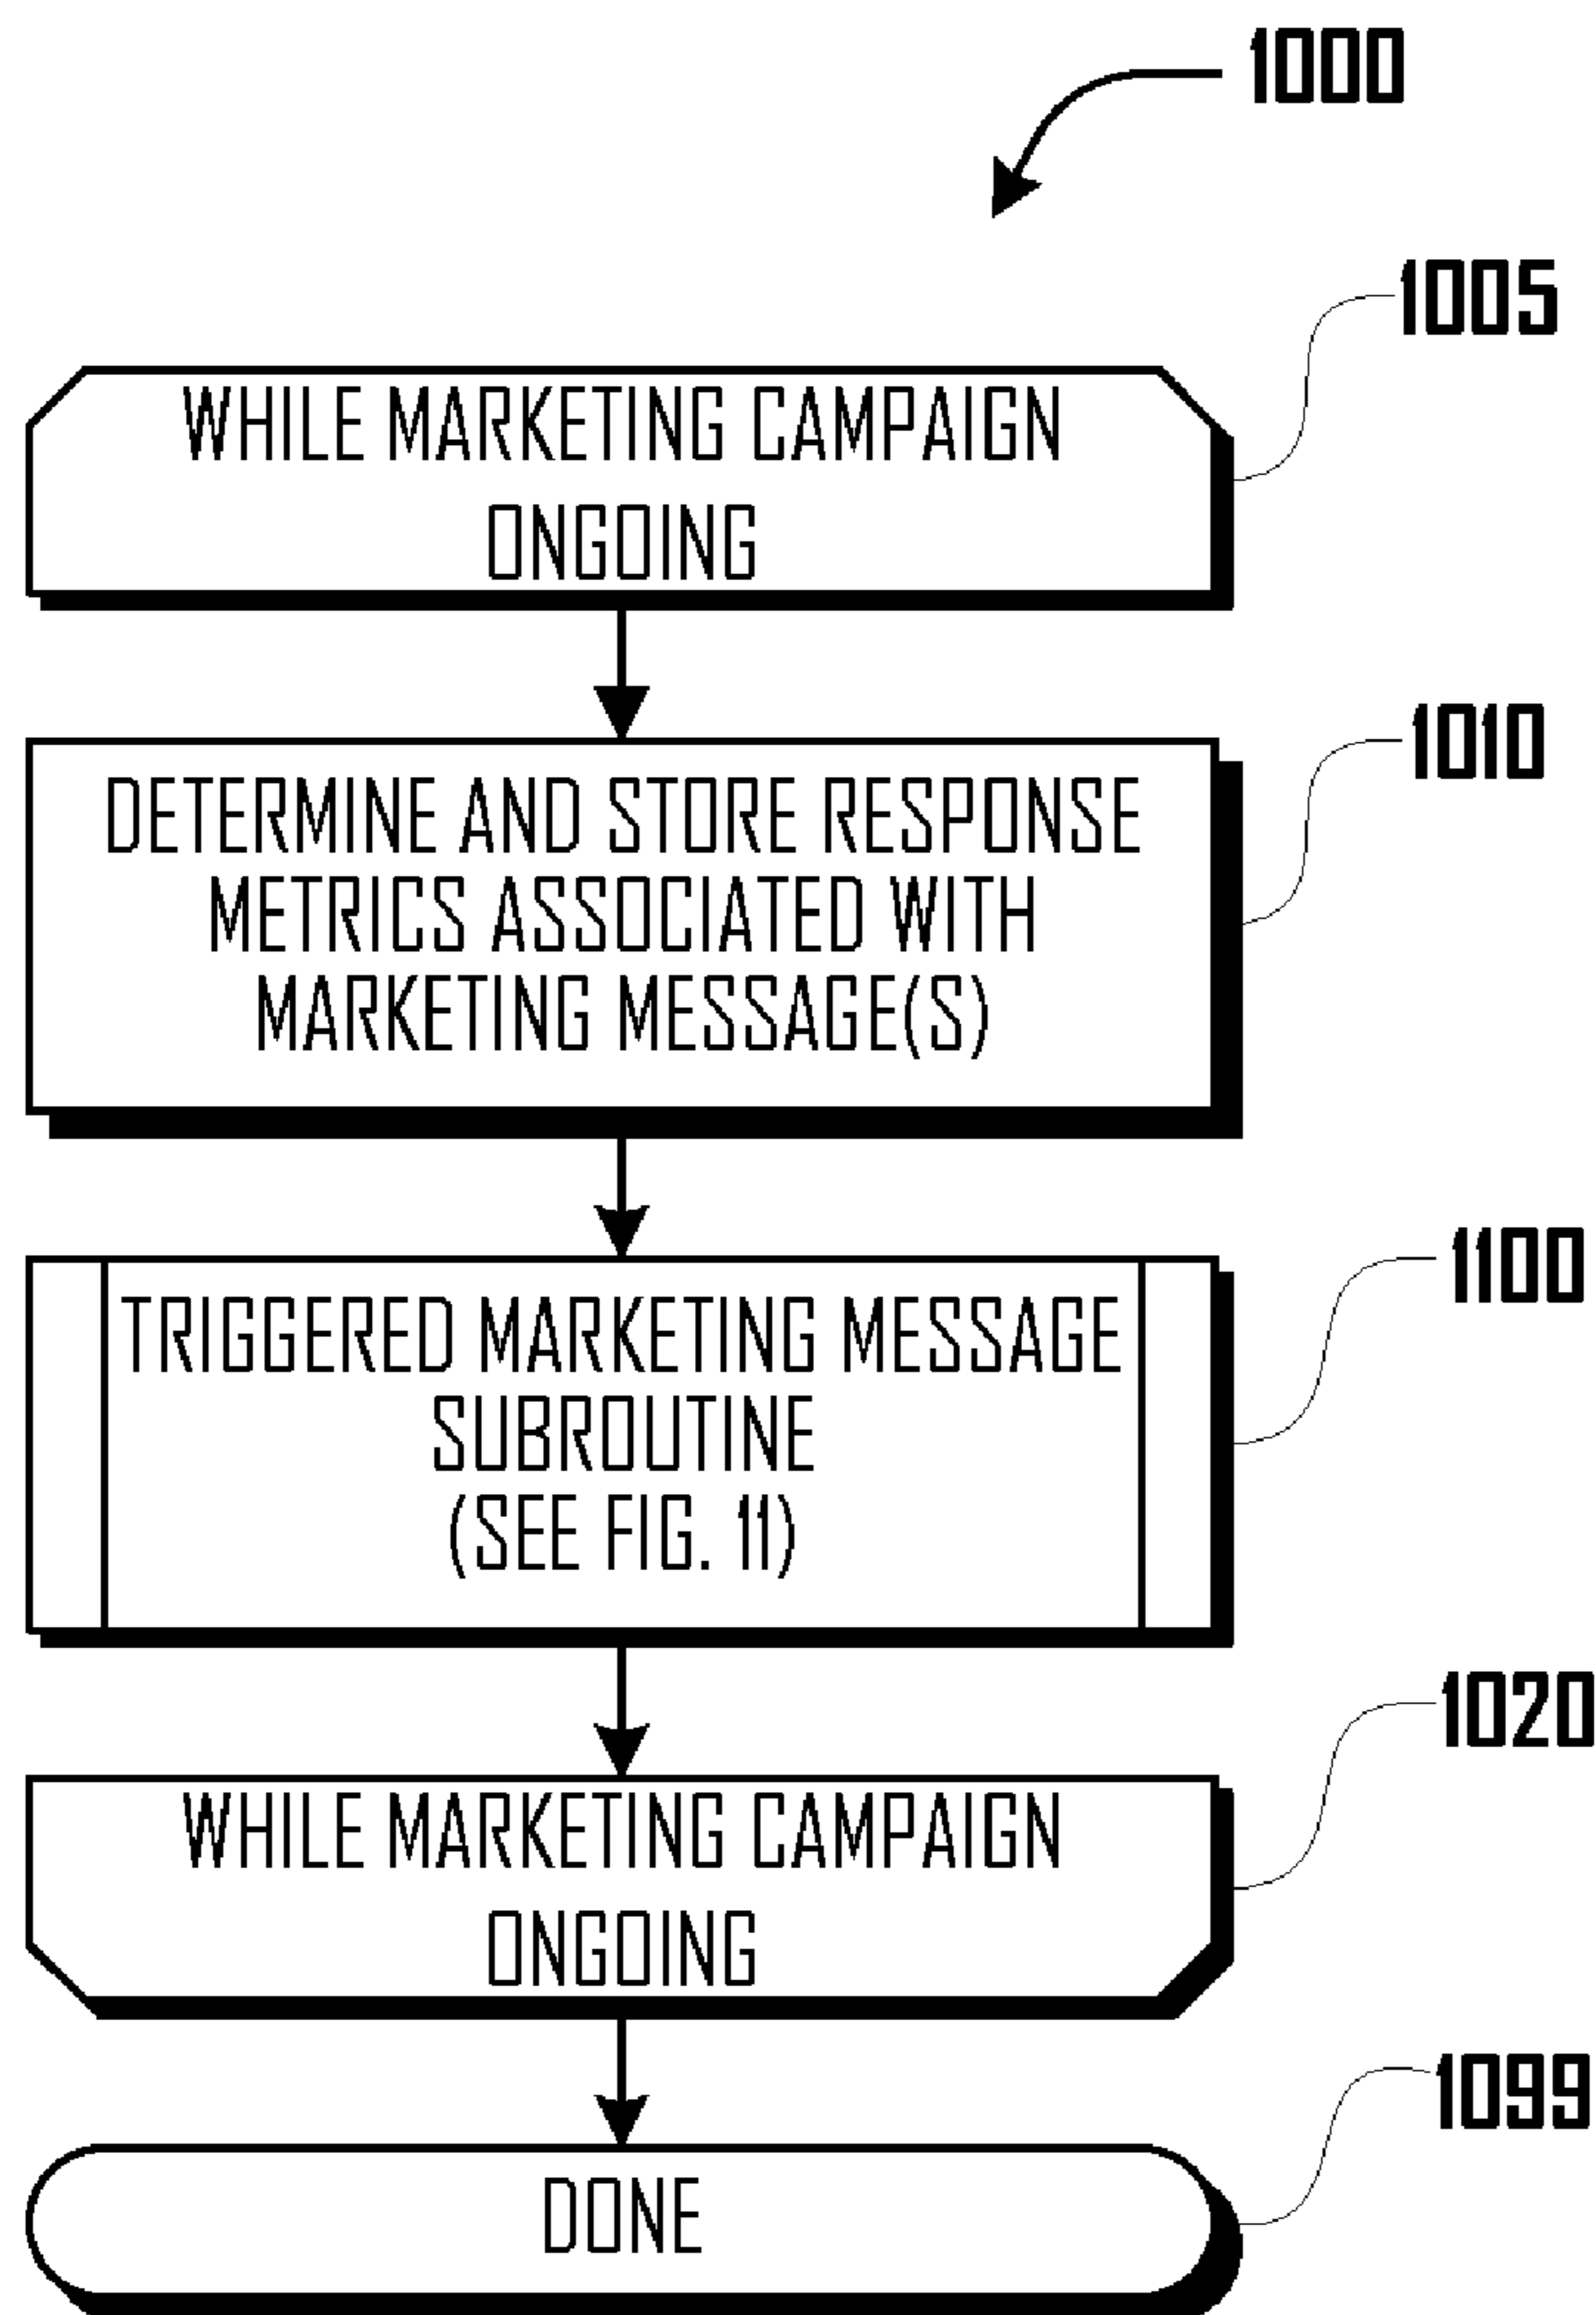 1000
1005
WHILE MARKETING CAMPAIGN
ONGOING
1010
DETERMINE AND STORE RESPONSE
METRICS ASSOCIATED WITH
MARKETING MESSAGE(S)
1100
TRIGGERED MARKETING MESSAGE
SUBROUTINE
(SEE FIG. 11)
1020
WHILE MARKETING CAMPAIGN
ONGOING
1099
DONE